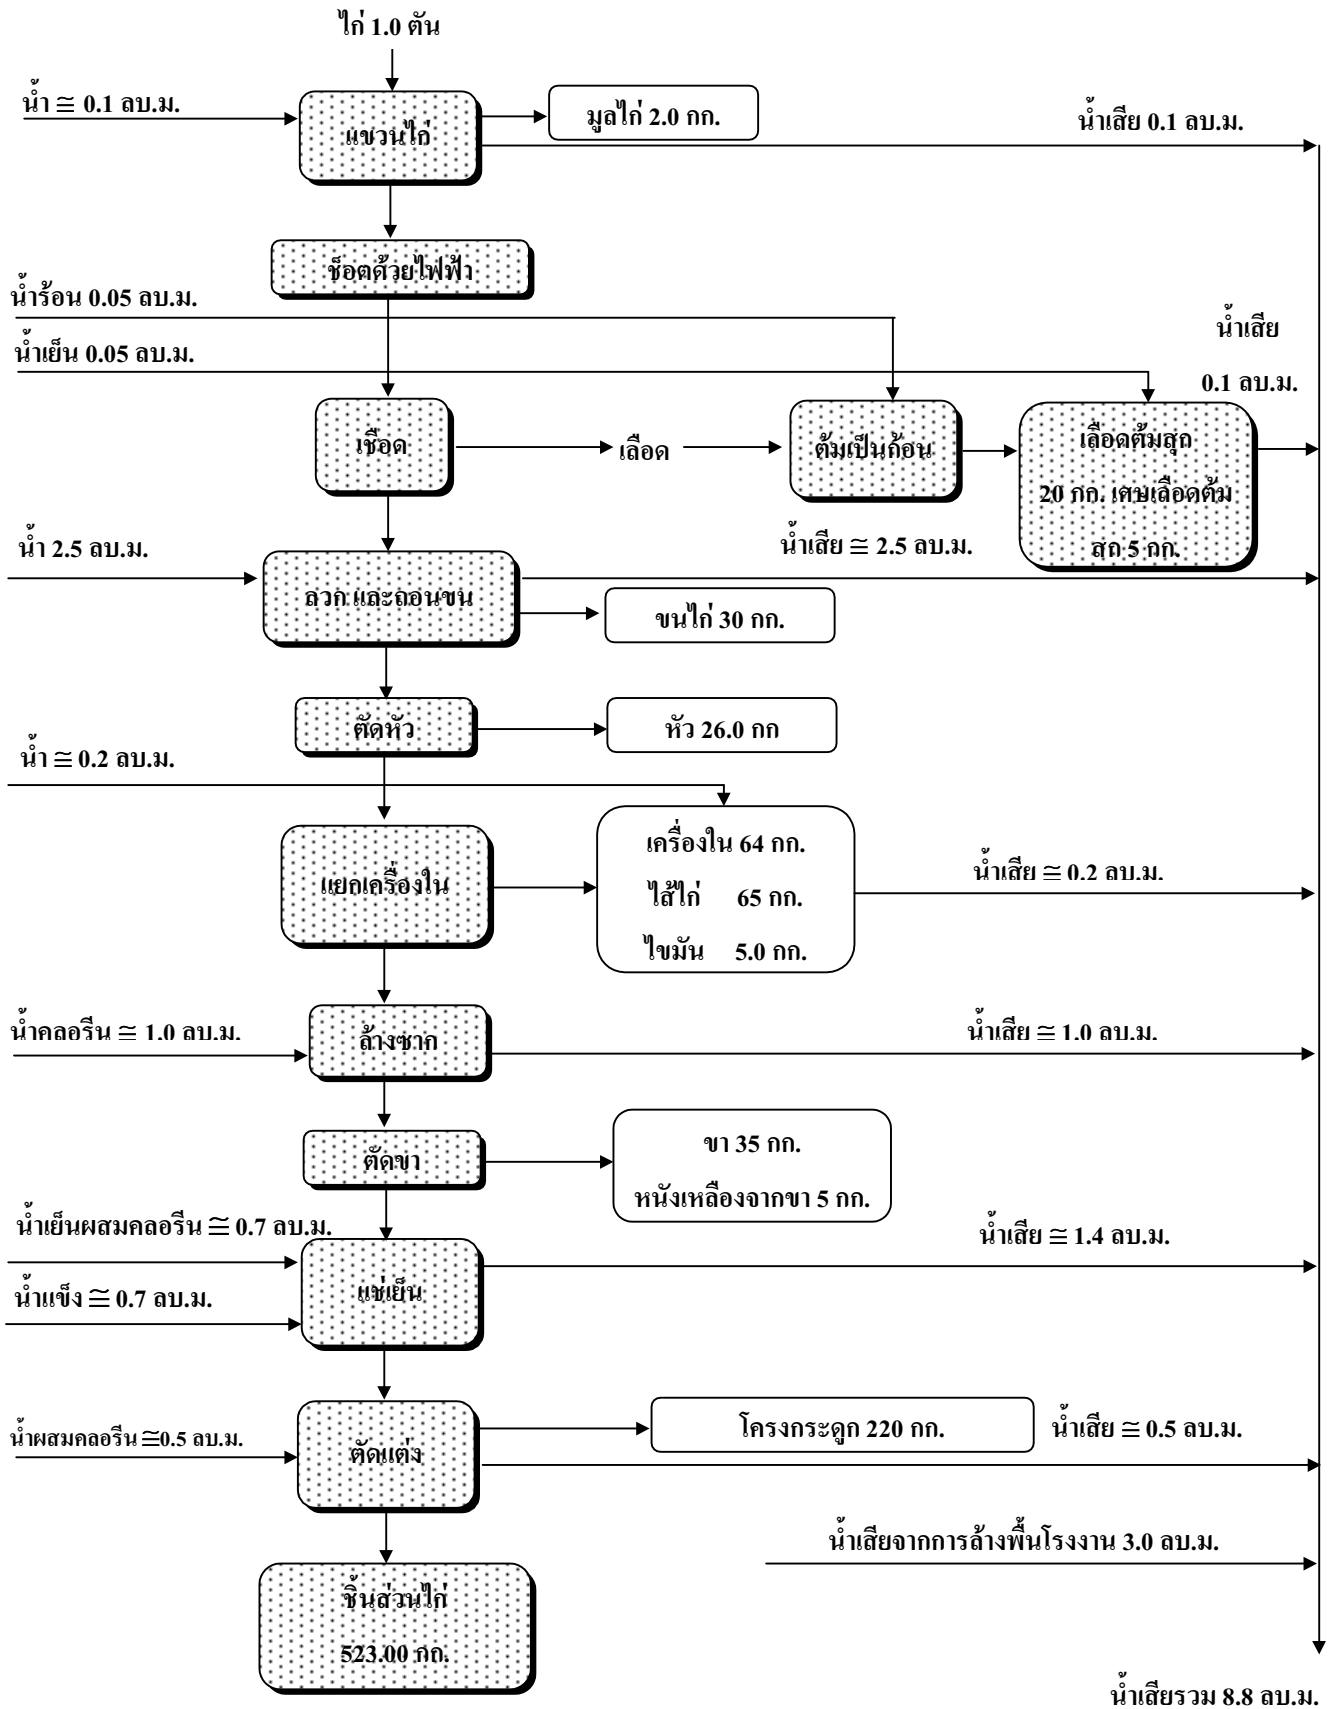 ไก่ 1.0 ตัน
น้ำ ≅ 0.1 ลบ.ม.
แขวนไก่
มูลไก่ 2.0 กก.
น้ำเสีย 0.1 ลบ.ม.
ช็อตด้วยไฟฟ้า
น้ำร้อน 0.05 ลบ.ม.
น้ำเย็น 0.05 ลบ.ม.
น้ำเสีย
0.1 ลบ.ม.
เชือด
เลือด
ต้มเป็นก้อน
เลือดต้มสุก
20 กก. เศษเลือดต้ม
สุก 5 กก.
น้ำ 2.5 ลบ.ม.
น้ำเสีย ≅ 2.5 ลบ.ม.
ลวก และถอนขน
ขนไก่ 30 กก.
ตัดหัว
หัว 26.0 กก
น้ำ ≅ 0.2 ลบ.ม.
แยกเครื่องใน
เครื่องใน 64 กก.
ไส้ไก่ 65 กก.
ไขมัน 5.0 กก.
น้ำเสีย ≅ 0.2 ลบ.ม.
น้ำคลอรีน ≅ 1.0 ลบ.ม.
ล้างซาก
น้ำเสีย ≅ 1.0 ลบ.ม.
ตัดขา
ขา 35 กก.
หนังเหลืองจากขา 5 กก.
น้ำเย็นผสมคลอรีน ≅ 0.7 ลบ.ม.
น้ำแข็ง ≅ 0.7 ลบ.ม.
แช่เย็น
น้ำเสีย ≅ 1.4 ลบ.ม.
น้ำผสมคลอรีน ≅0.5 ลบ.ม.
ตัดแต่ง
โครงกระดูก 220 กก.
น้ำเสีย ≅ 0.5 ลบ.ม.
น้ำเสียจากการล้างพื้นโรงงาน 3.0 ลบ.ม.
ชิ้นส่วนไก่
523.00 กก.
น้ำเสียรวม 8.8 ลบ.ม.